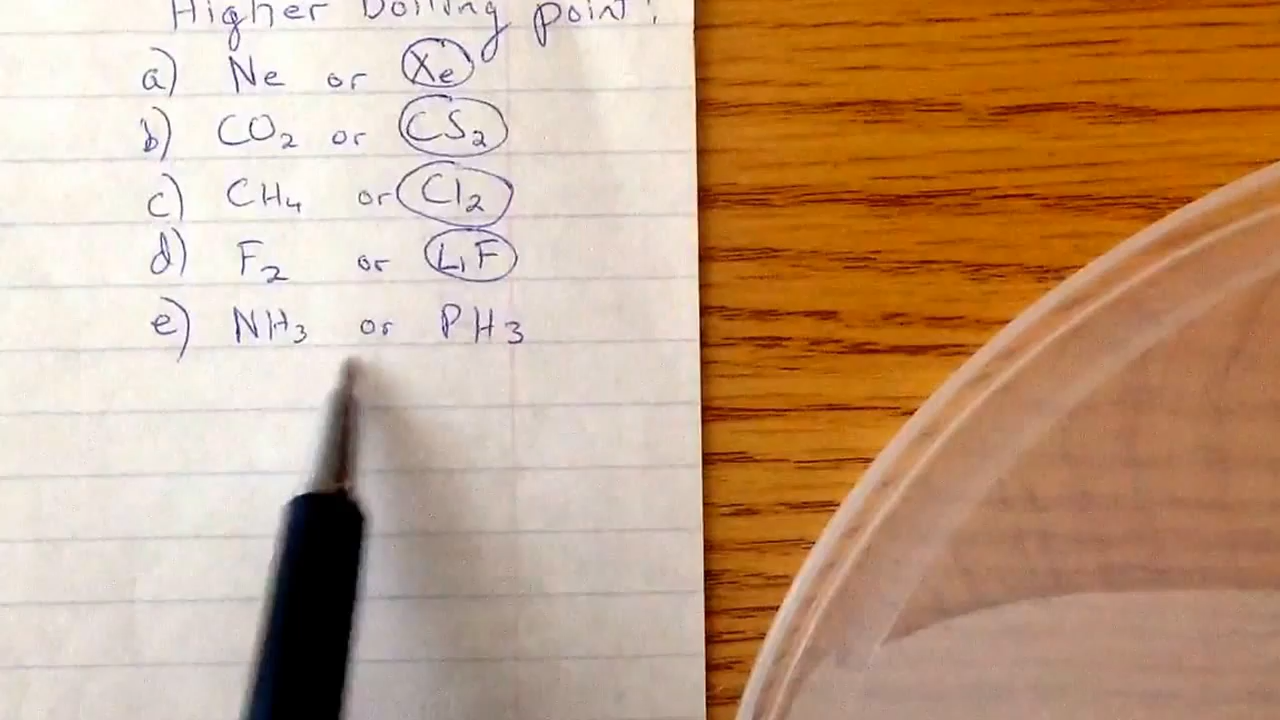 Higher Boiling point?
a) Ne or Xe
b) CO₂ or CS₂
c) CH₄ or Cl₂
d) F₂ or LiF
e) NH₃ or PH₃